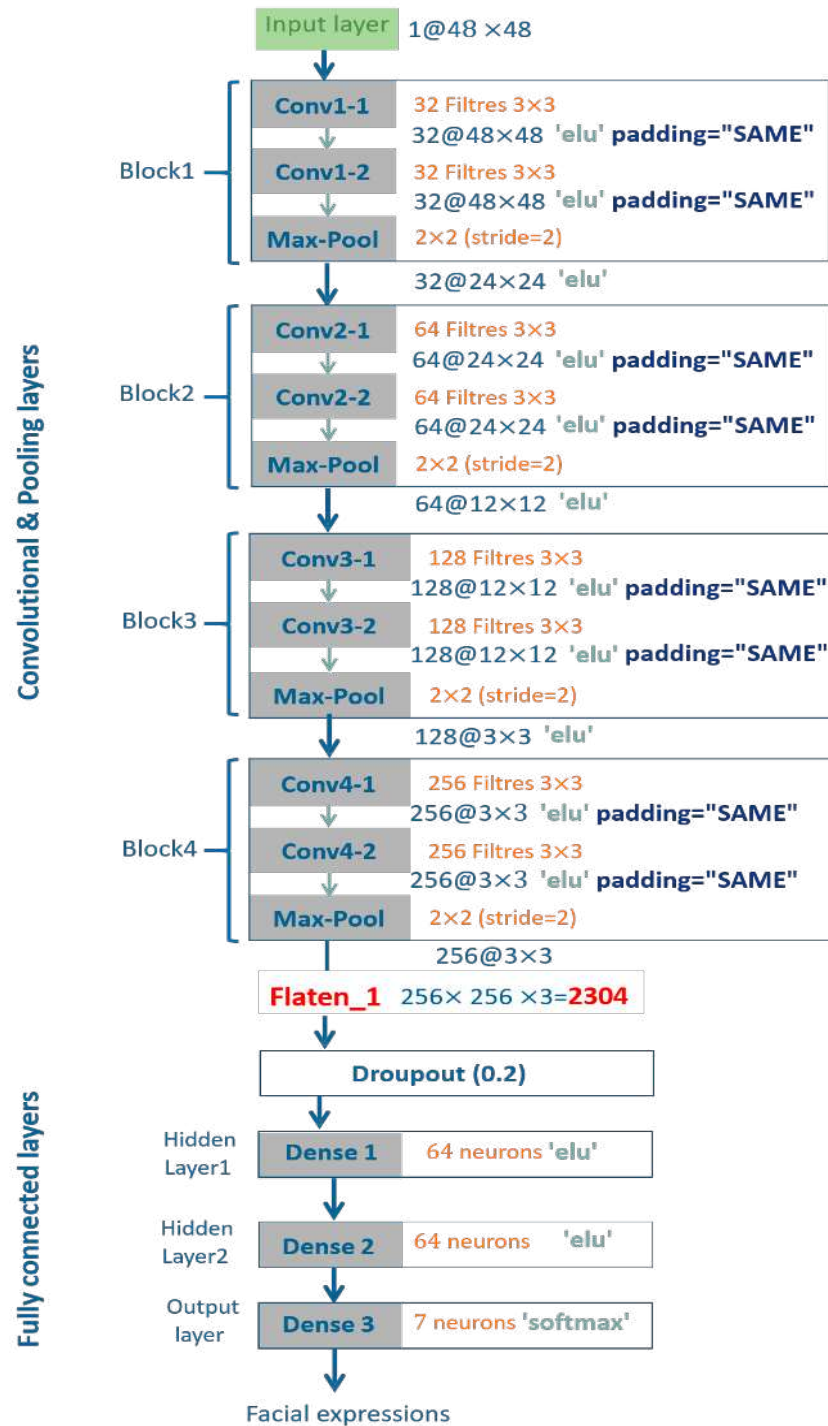 Input layer 1@48 ×48
Conv1-1 32 Filtres 3×3
32@48×48 'elu' padding="SAME"
Block1
Conv1-2 32 Filtres 3×3
32@48×48 'elu' padding="SAME"
Max-Pool 2×2 (stride=2)
32@24×24 'elu'
Conv2-1 64 Filtres 3×3
64@24×24 'elu' padding="SAME"
Block2
Conv2-2 64 Filtres 3×3
64@24×24 'elu' padding="SAME"
Max-Pool 2×2 (stride=2)
64@12×12 'elu'
Convolutional & Pooling layers
Conv3-1 128 Filtres 3×3
128@12×12 'elu' padding="SAME"
Block3
Conv3-2 128 Filtres 3×3
128@12×12 'elu' padding="SAME"
Max-Pool 2×2 (stride=2)
128@3×3 'elu'
Conv4-1 256 Filtres 3×3
256@3×3 'elu' padding="SAME"
Block4
Conv4-2 256 Filtres 3×3
256@3×3 'elu' padding="SAME"
Max-Pool 2×2 (stride=2)
256@3×3
Flaten_1 256× 256 ×3=2304
Droupout (0.2)
Fully connected layers
Hidden
Layer1
Dense 1 64 neurons 'elu'
Hidden
Layer2
Dense 2 64 neurons 'elu'
Output
layer
Dense 3 7 neurons 'softmax'
Facial expressions